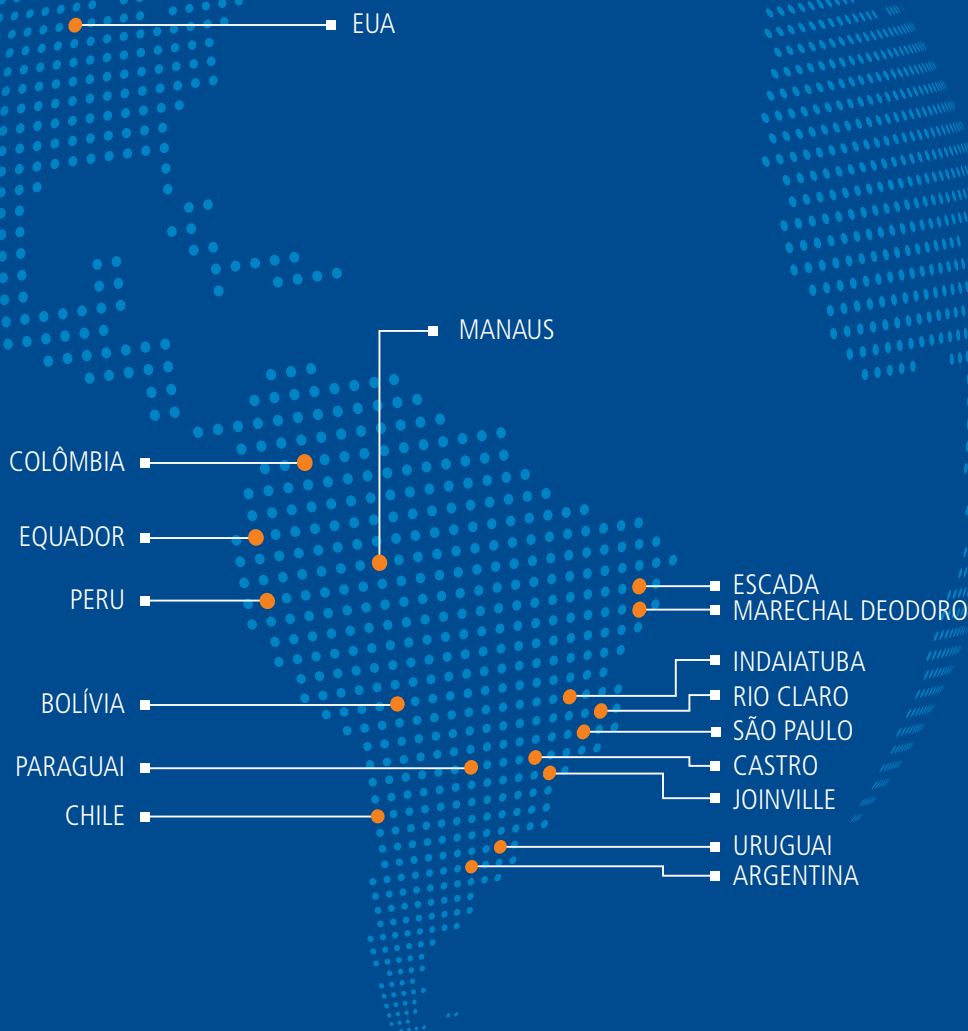 EUA
MANAUS
COLÔMBIA
EQUADOR
PERU
BOLÍVIA
PARAGUAI
CHILE
ESCADA
MARECHAL DEODORO
INDAIATUBA
RIO CLARO
SÃO PAULO
CASTRO
JOINVILLE
URUGUAI
ARGENTINA